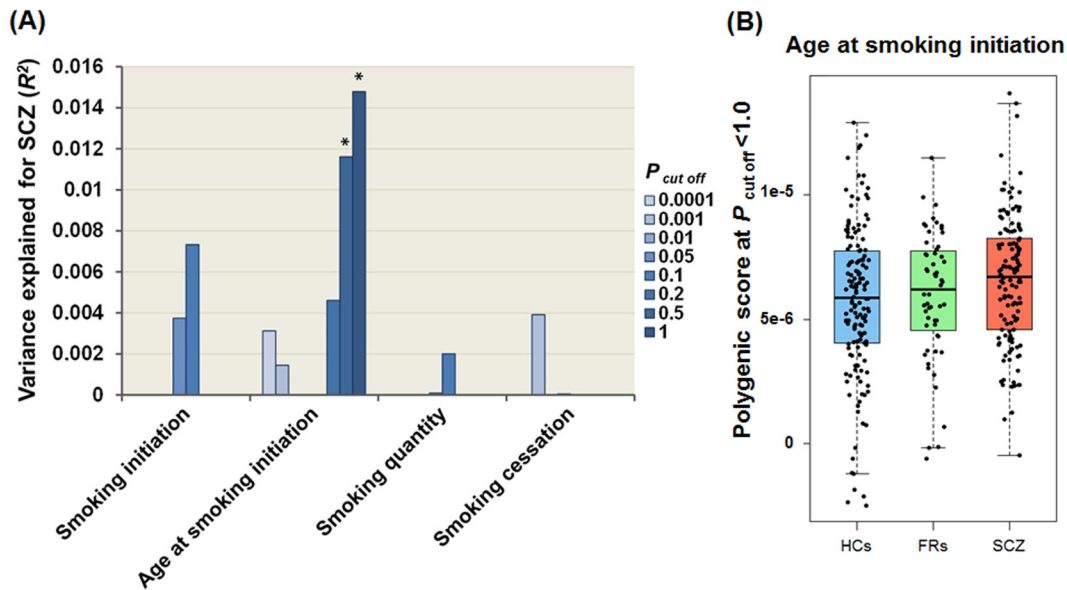 (A)
Variance explained for SCZ (R²)
0.016
0.014
0.012
0.01
0.008
0.006
0.004
0.002
0
*
*
Smoking initiation
Age at smoking initiation
Smoking quantity
Smoking cessation
P cut off
0.0001
0.001
0.01
0.05
0.1
0.2
0.5
1
(B)
Age at smoking initiation
Polygenic score at P cut off <1.0
1e-5
5e-6
0
HCs
FRs
SCZ